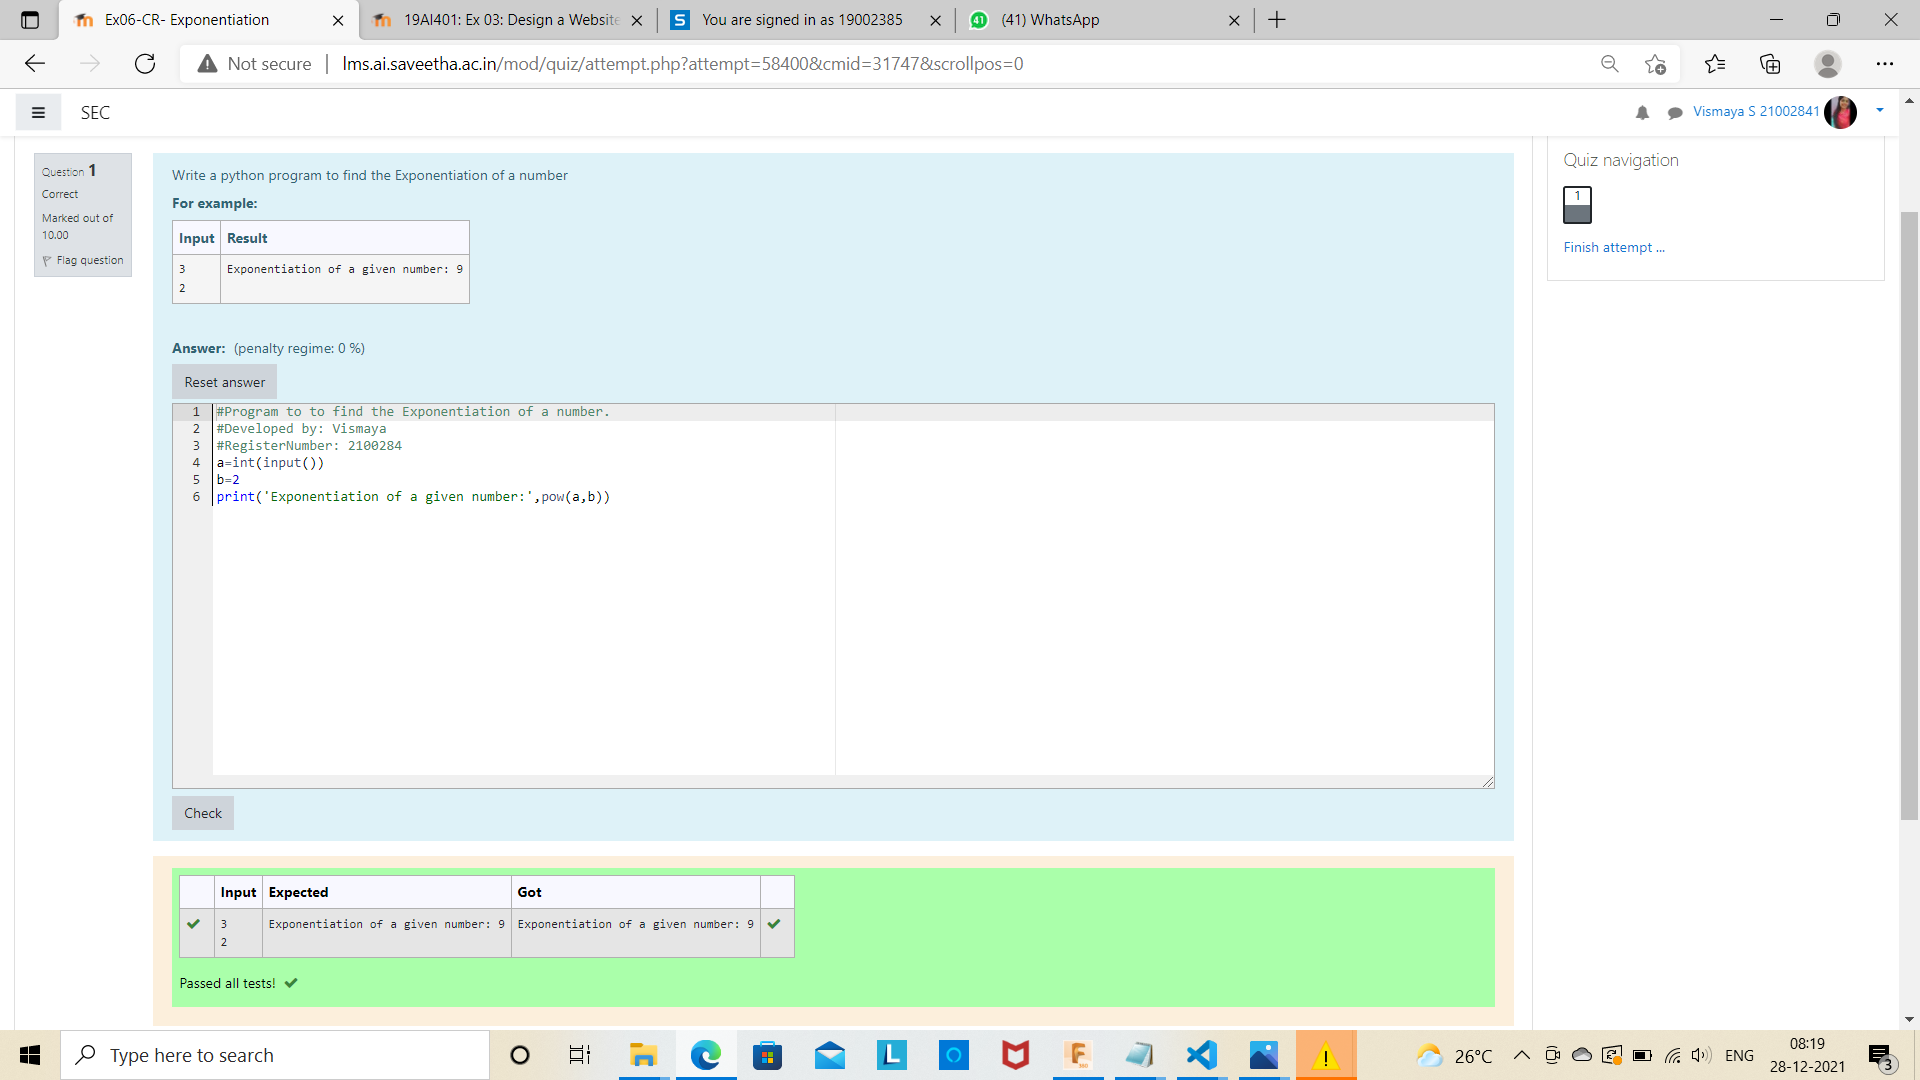 Ex06-CR- Exponentiation
19AI401: Ex 03: Design a Website
S You are signed in as 19002385
41 (41) WhatsApp
Not secure
lms.ai.saveetha.ac.in/mod/quiz/attempt.php?attempt=58400&cmid=31747&scrollpos=0
SEC
Vismaya S 21002841
Question 1
Correct
Marked out of
10.00
Flag question
Write a python program to find the Exponentiation of a number
For example:
Input Result
3 Exponentiation of a given number: 9
2
Answer: (penalty regime: 0 %)
Reset answer
1 #Program to to find the Exponentiation of a number.
2 #Developed by: Vismaya
3 #RegisterNumber: 2100284
4 a=int(input())
5 b=2
6 print('Exponentiation of a given number:',pow(a,b))
Check
Input Expected Got
3 Exponentiation of a given number: 9 Exponentiation of a given number: 9
2
Passed all tests!
Quiz navigation
1
Finish attempt ...
Type here to search
L
F
26°C
ENG
08:19
28-12-2021
3